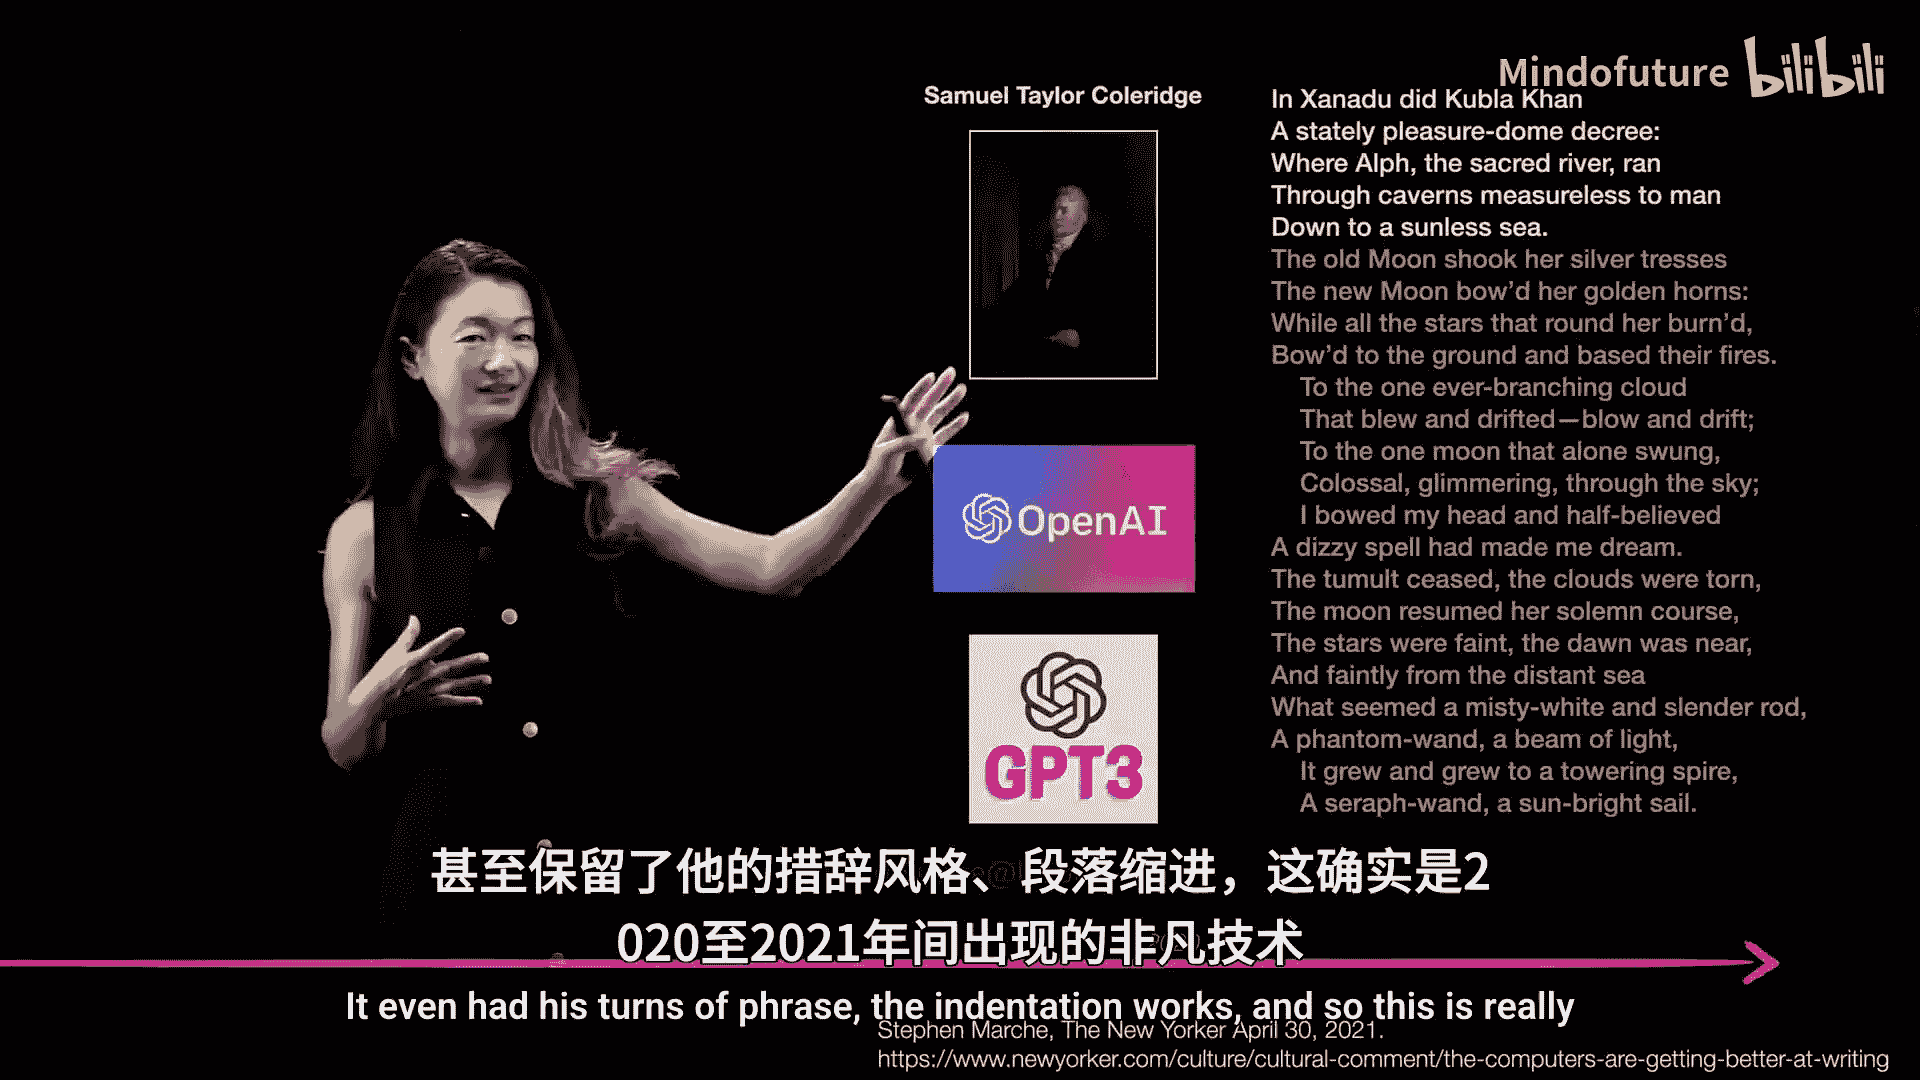 Mindofuture bilibili
Samuel Taylor Coleridge
In Xanadu did Kubla Khan
A stately pleasure-dome decree:
Where Alph, the sacred river, ran
Through caverns measureless to man
Down to a sunless sea.
The old Moon shook her silver tresses
The new Moon bow’d her golden horns:
While all the stars that round her burn’d,
Bow’d to the ground and based their fires.
To the one ever-branching cloud
That blew and drifted—blow and drift;
To the one moon that alone swung,
Colossal, glimmering, through the sky;
I bowed my head and half-believed
A dizzy spell had made me dream.
The tumult ceased, the clouds were torn,
The moon resumed her solemn course,
The stars were faint, the dawn was near,
And faintly from the distant sea
What seemed a misty-white and slender rod,
A phantom-wand, a beam of light,
It grew and grew to a towering spire,
A seraph-wand, a sun-bright sail.
OpenAI
GPT3
甚至保留了他的措辞风格、段落缩进，这确实是2
020至2021年间出现的非凡技术
It even had his turns of phrase, the indentation works, and so this is really
Stephen Marche, The New Yorker April 30, 2021.
https://www.newyorker.com/culture/cultural-comment/the-computers-are-getting-better-at-writing